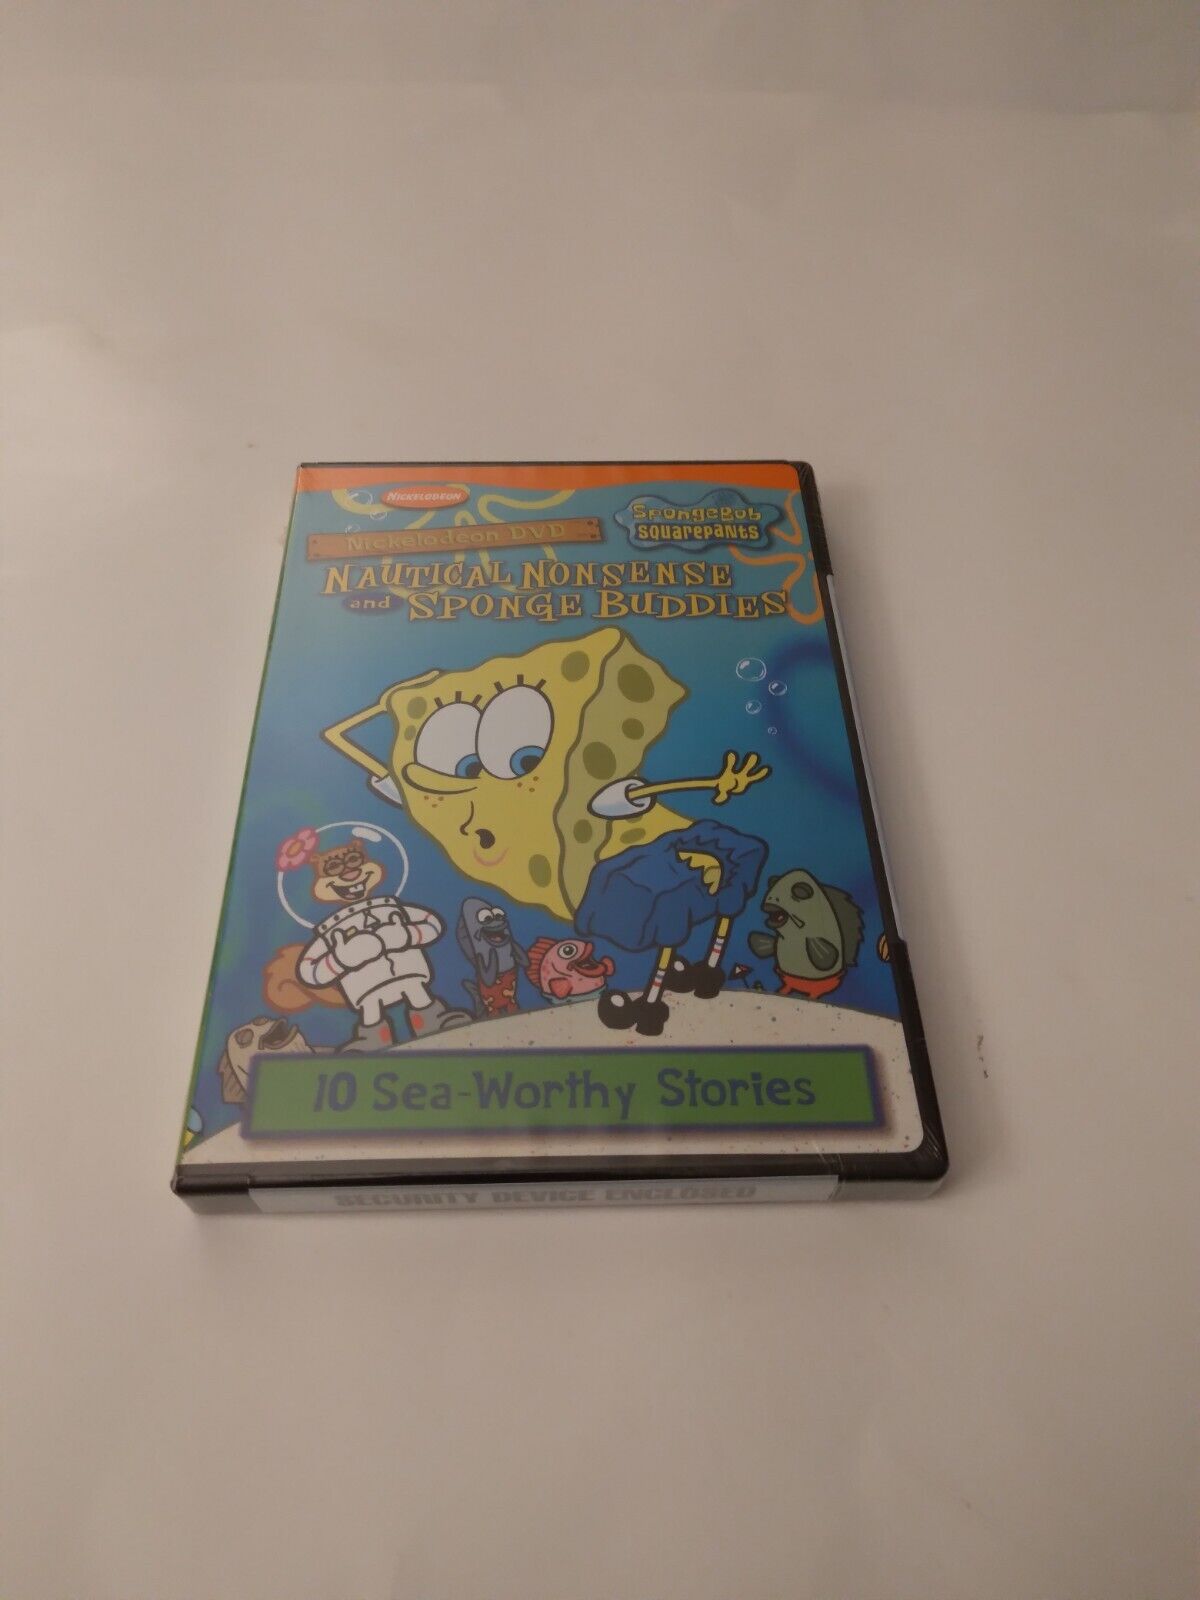 NICKELODEON
SpongeBob
SQUAREPANTS
Nickelodeon DVD
NAUTICAL NONSENSE
and SPONGE BUDDIES
10 Sea-Worthy Stories
SECURITY DEVICE ENCLOSED